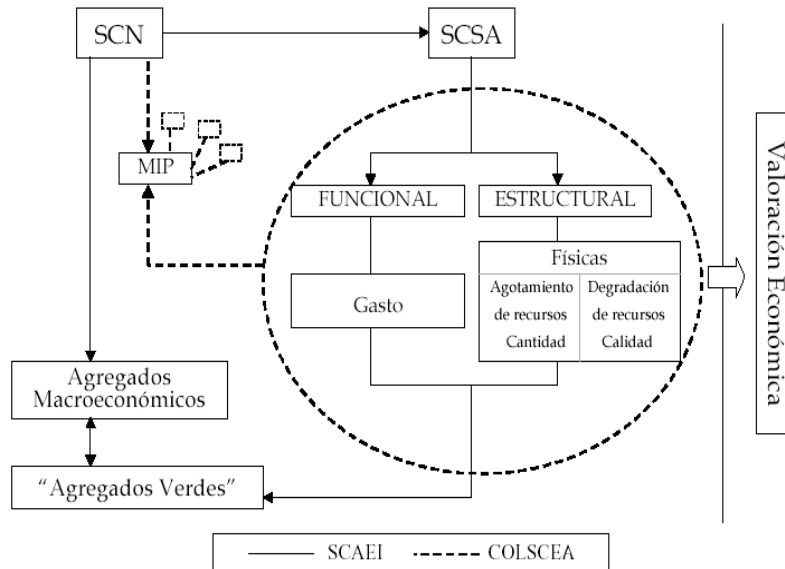 SCN
SCSA
MIP
FUNCIONAL
ESTRUCTURAL
Físicas
Agotamiento
de recursos
Cantidad
Degradación
de recursos
Calidad
Gasto
Valoración Económica
Agregados
Macroeconómicos
“Agregados Verdes”
SCAEI
COLSCEA